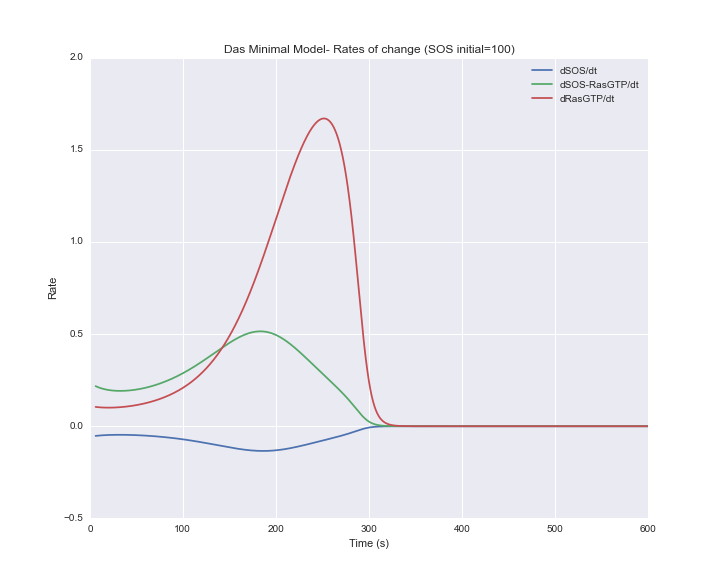 Das Minimal Model- Rates of change (SOS initial=100)
2.0
1.5
1.0
0.5
0.0
−0.5
Rate
dSOS/dt
dSOS-RasGTP/dt
dRasGTP/dt
0 100 200 300 400 500 600
Time (s)